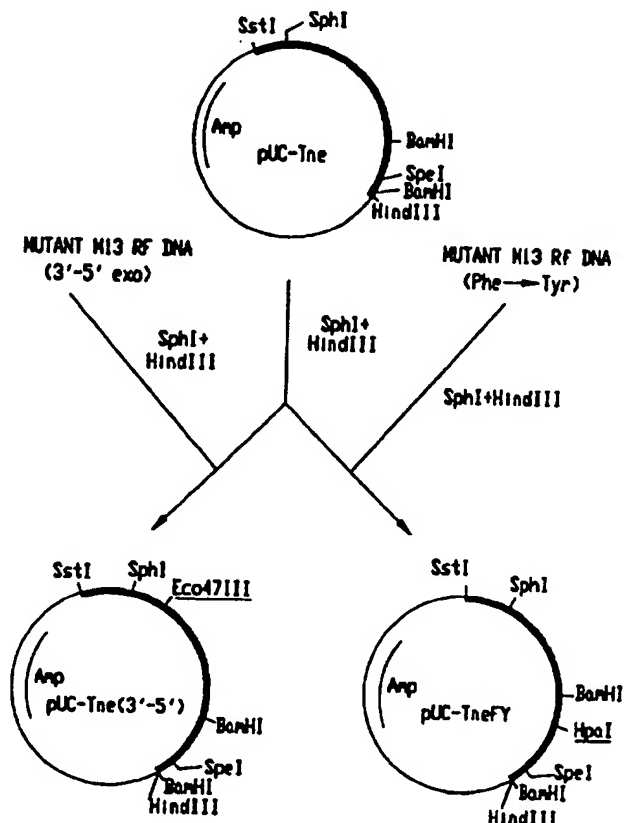 SstI
SphI
Amp
pUC-Tne
BamHI
SpeI
BamHI
HindIII
MUTANT M13 RF DNA
(3'-5' exo)
MUTANT M13 RF DNA
(Phe→Tyr)
SphI+
HindIII
SphI+
HindIII
SphI+HindIII
SstI
SphI
Eco47III
Amp
pUC-Tne(3'-5')
BamHI
SpeI
BamHI
HindIII
SstI
SphI
Amp
pUC-TneFY
BamHI
HpaI
SpeI
BamHI
HindIII